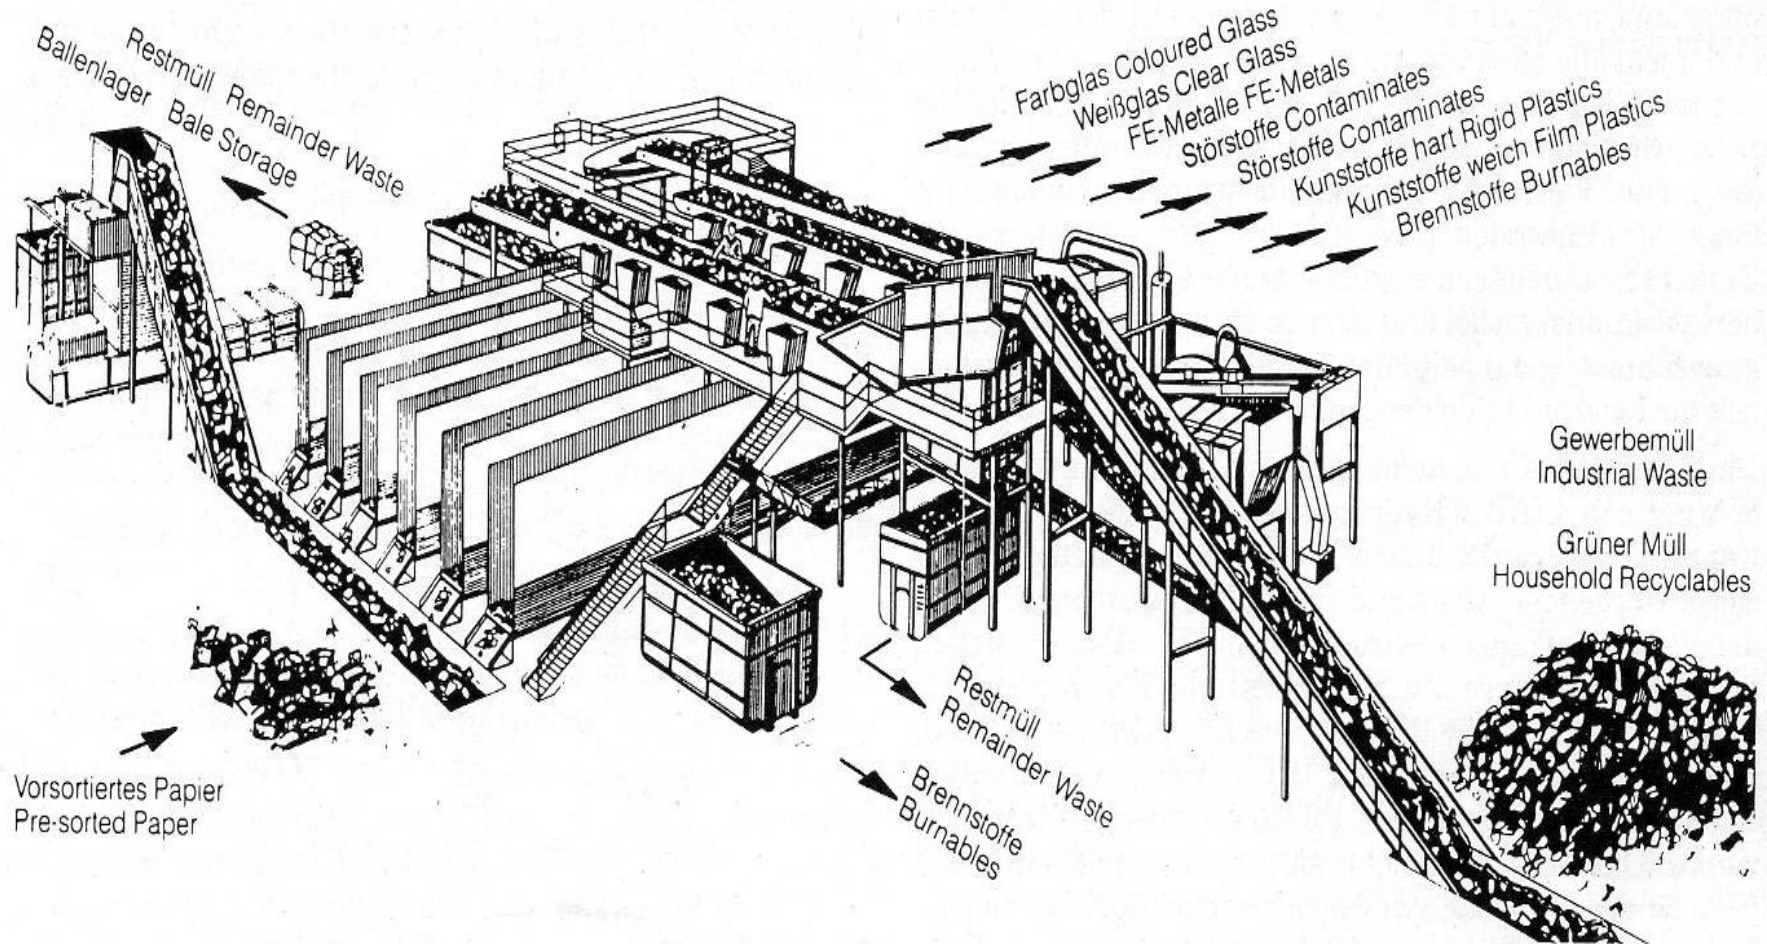 Restmüll Remainder Waste
Ballenlager Bale Storage
Farbglas Coloured Glass
Weißglas Clear Glass
FE-Metalle FE-Metals
Störstoffe Contaminates
Störstoffe Contaminates
Kunststoffe hart Rigid Plastics
Kunststoffe weich Film Plastics
Brennstoffe Burnables
Gewerbemüll
Industrial Waste
Grüner Müll
Household Recyclables
Restmüll
Remainder Waste
Brennstoffe
Burnables
Vorsortiertes Papier
Pre-sorted Paper